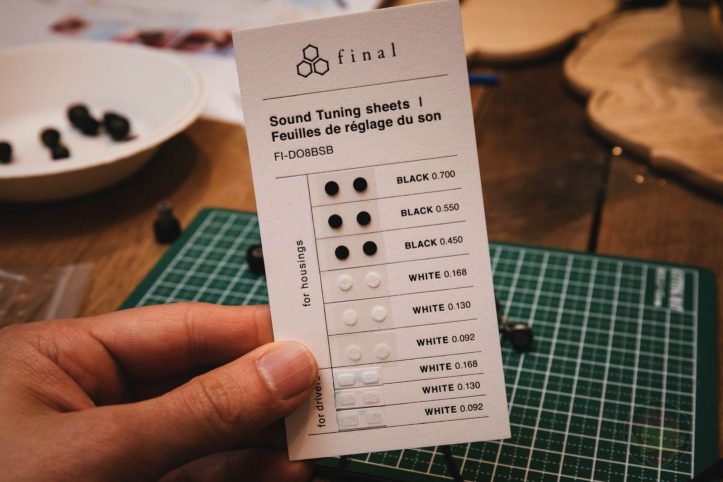 final
Sound Tuning sheets |
Feuilles de réglage du son
FI-DO8BSB
for housings
BLACK 0.700
BLACK 0.550
BLACK 0.450
WHITE 0.168
WHITE 0.130
WHITE 0.092
for drivers
WHITE 0.168
WHITE 0.130
WHITE 0.092